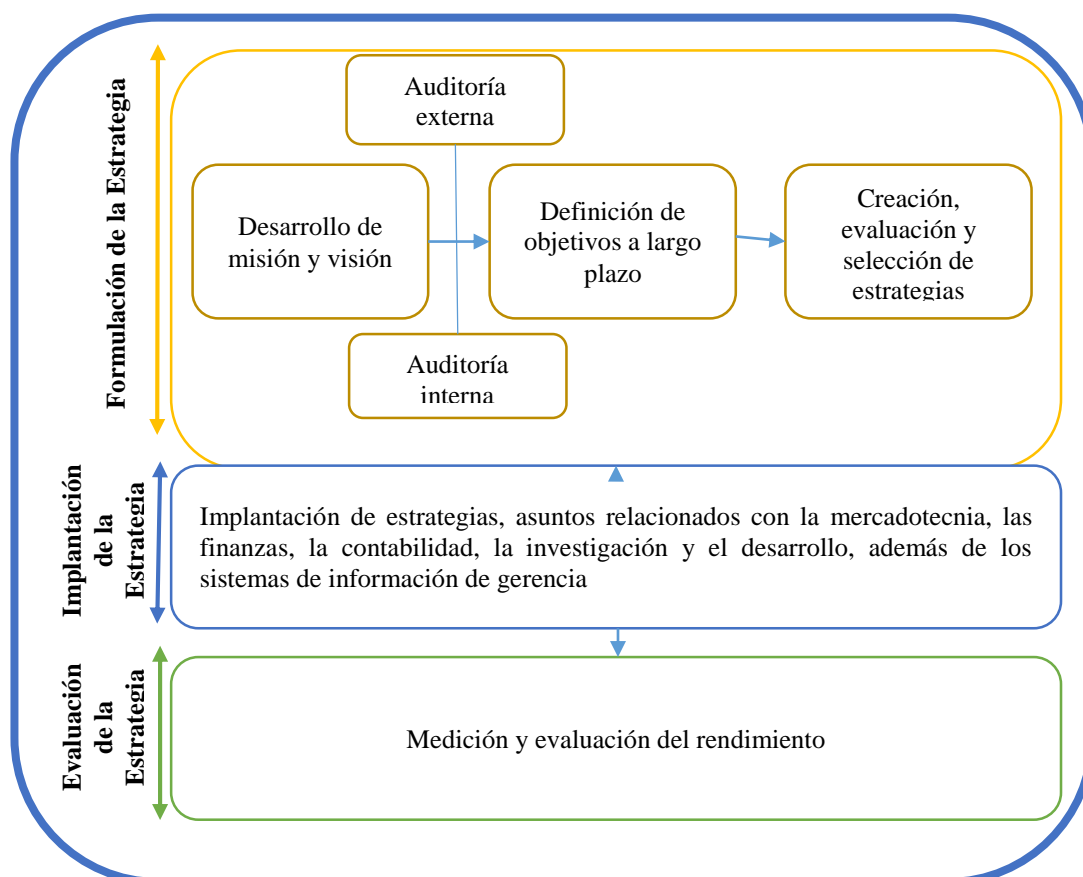 Formulación de la Estrategia
Auditoría
externa
Desarrollo de
misión y visión
Definición de
objetivos a largo
plazo
Creación,
evaluación y
selección de
estrategias
Auditoría
interna
Implantación
de la
Estrategia
Implantación de estrategias, asuntos relacionados con la mercadotecnia, las
finanzas, la contabilidad, la investigación y el desarrollo, además de los
sistemas de información de gerencia
Evaluación
de la
Estrategia
Medición y evaluación del rendimiento